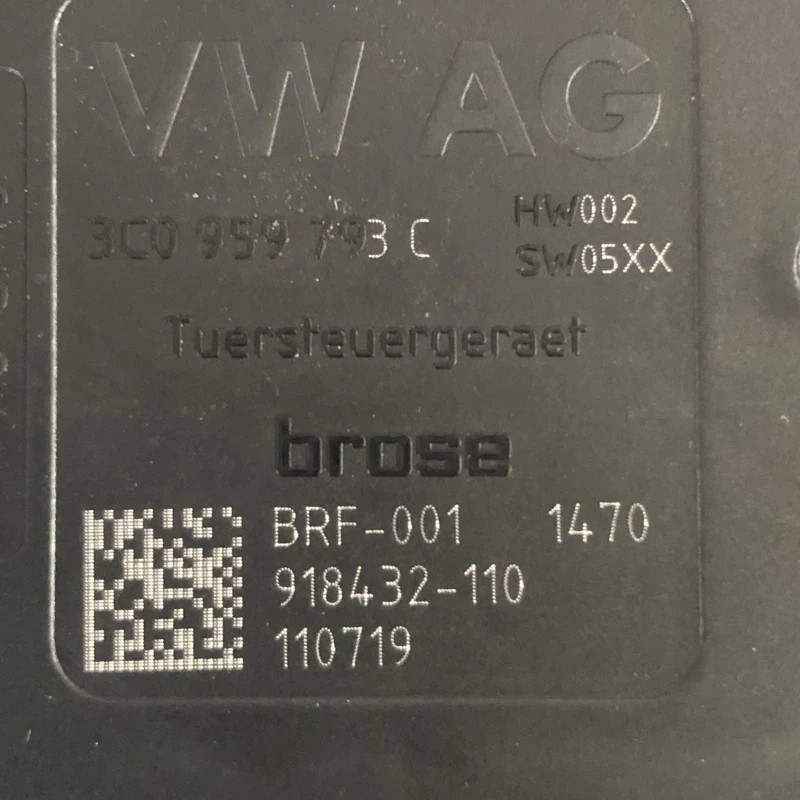 VW AG
3C0 959 793 C HW002
SW05XX
Tuersteuergeraet
brose
BRF-001 1470
918432-110
110719